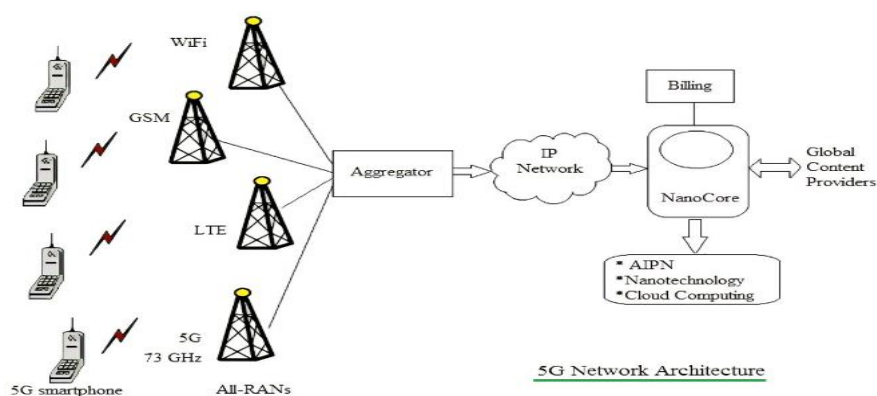 WiFi
GSM
LTE
5G
73 GHz
5G smartphone
All-RANs
Aggregator
IP
Network
Billing
NanoCore
Global
Content
Providers
* AIPN
*Nanotechnology
*Cloud Computing
5G Network Architecture